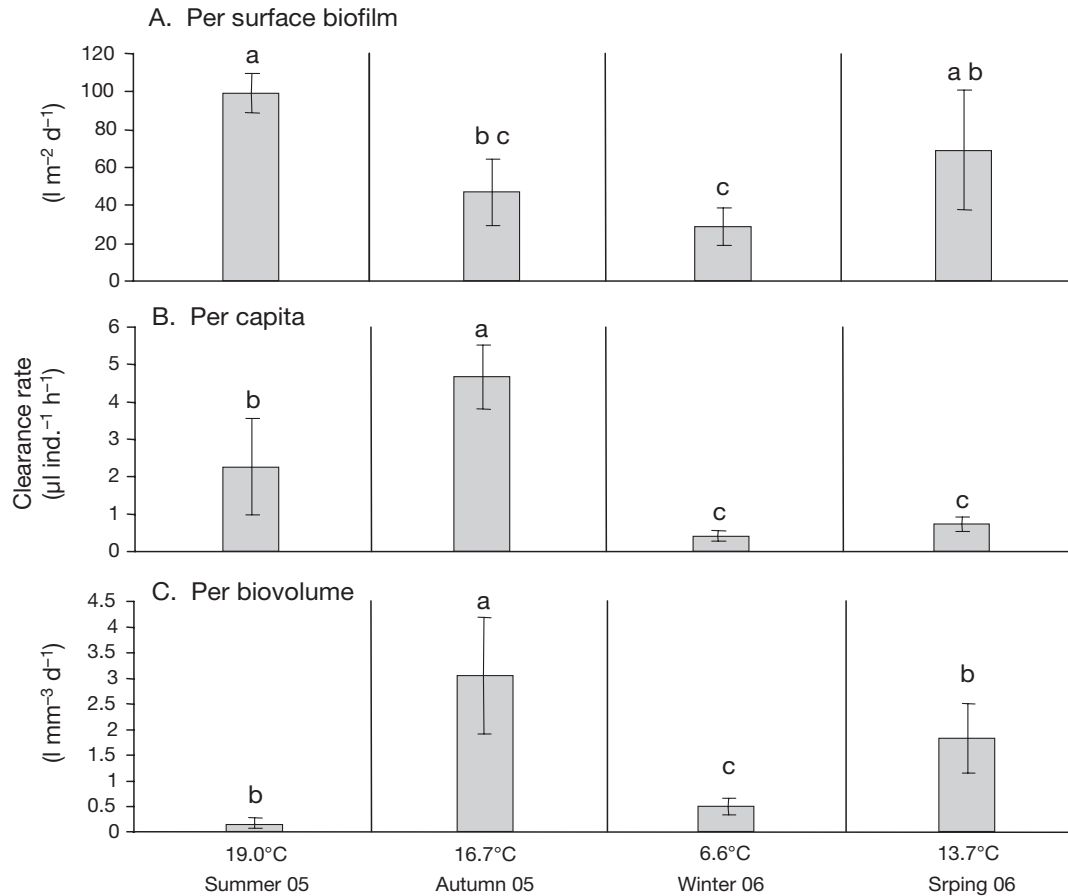 A. Per surface biofilm
120
100
80
60
40
20
0
(l m⁻² d⁻¹)
a
b c
c
a b
B. Per capita
6
5
4
3
2
1
0
Clearance rate
(µl ind.⁻¹ h⁻¹)
b
a
c
c
C. Per biovolume
4.5
4
3.5
3
2.5
2
1.5
1
0.5
0
(l mm⁻³ d⁻¹)
b
a
c
b
19.0°C 16.7°C 6.6°C 13.7°C
Summer 05 Autumn 05 Winter 06 Srping 06